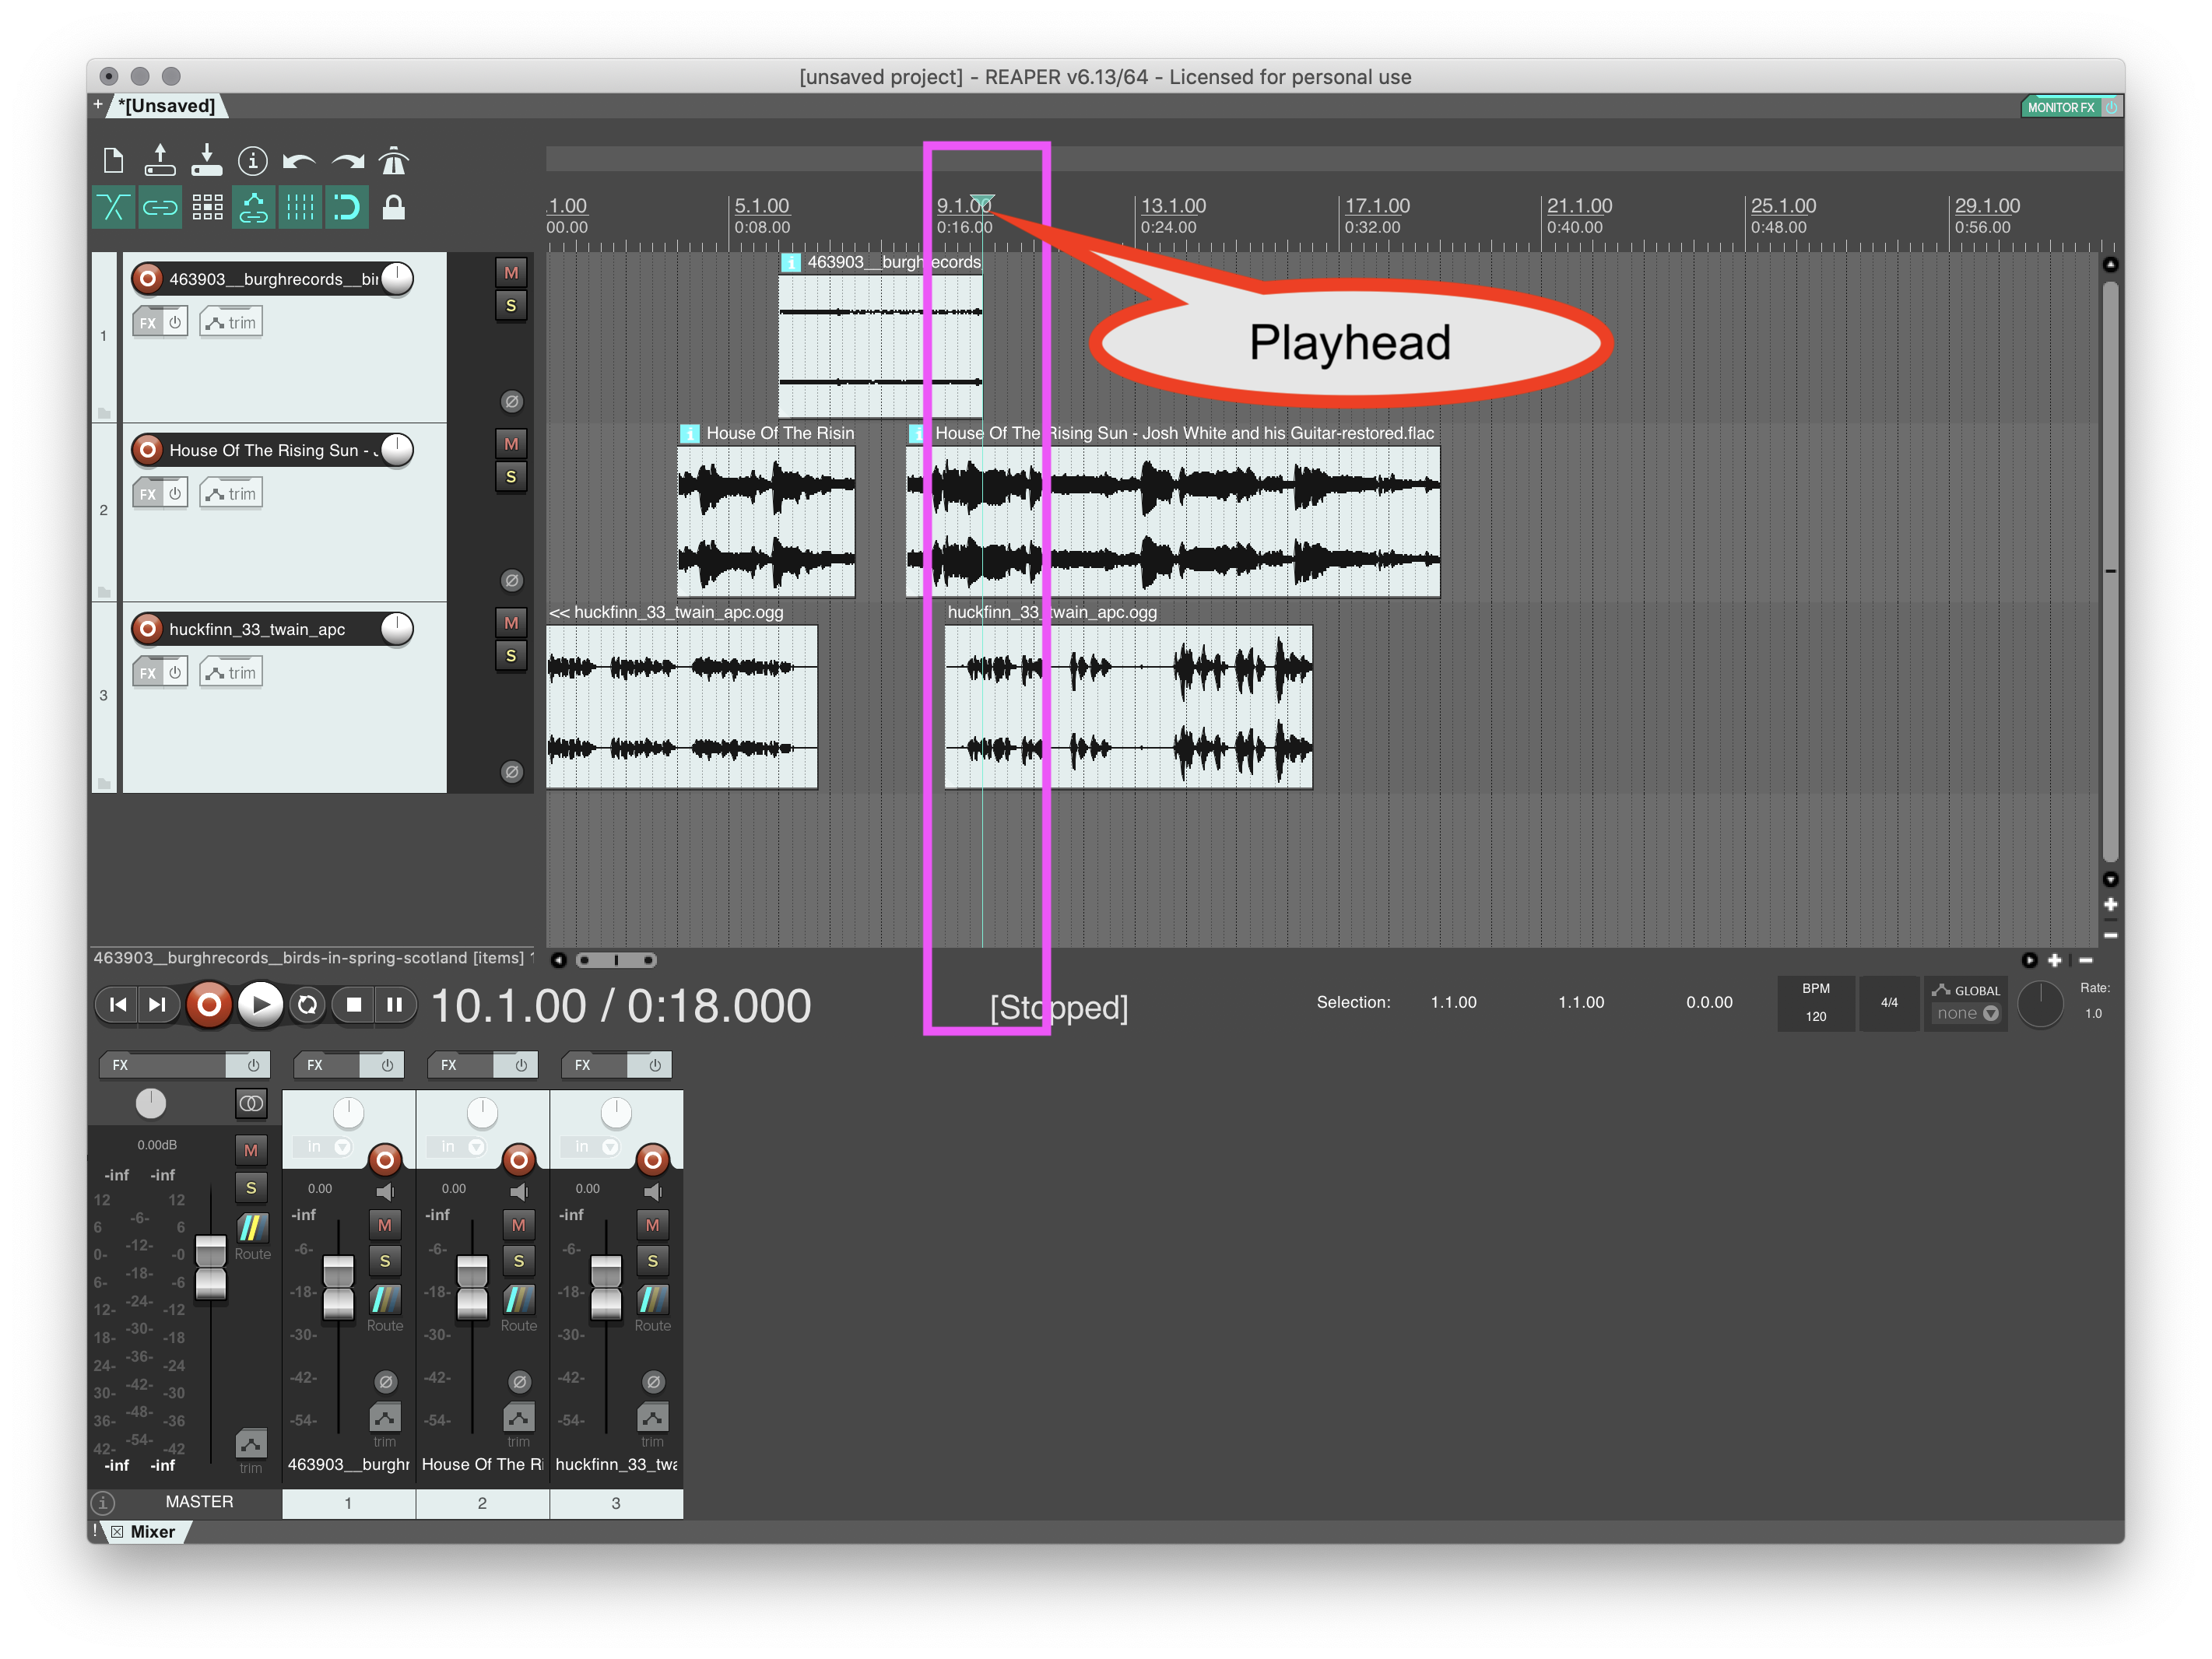 [unsaved project] - REAPER v6.13/64 - Licensed for personal use
+ *[Unsaved]
MONITOR FX
.1.00 5.1.00 9.1.00 13.1.00 17.1.00 21.1.00 25.1.00 29.1.00
00.00 0:08.00 0:16.00 0:24.00 0:32.00 0:40.00 0:48.00 0:56.00
463903__burghrecords__bir M
S
FX trim
1
463903__burghrecords
Playhead
House Of The Rising Sun - M
S
FX trim
2
House Of The Risin House Of The Rising Sun - Josh White and his Guitar-restored.flac
huckfinn_33_twain_apc M
S
FX trim
3
<< huckfinn_33_twain_apc.ogg huckfinn_33_twain_apc.ogg
463903__burghrecords__birds-in-spring-scotland [items] 1
10.1.00 / 0:18.000 [Stopped] Selection: 1.1.00 1.1.00 0.0.00
BPM
120
4/4
GLOBAL
none
Rate:
1.0
FX FX FX FX
in in in
0.00dB M
-inf -inf S
12 12
-6-
6 6
-12-
0- -0
-18-
6- -6
-24-
12- -12
-30-
18- -18
-36-
24- -24
-42-
30- -30
-48-
36- -36
-54-
42- -42
-inf -inf
Route
trim
MASTER
0.00
-inf M
-6- S
-18-
Route
-30-
-42-
-54-
trim
463903__burghr
1
0.00
-inf M
-6- S
-18-
Route
-30-
-42-
-54-
trim
House Of The Ri
2
0.00
-inf M
-6- S
-18-
Route
-30-
-42-
-54-
trim
huckfinn_33_twa
3
! Mixer